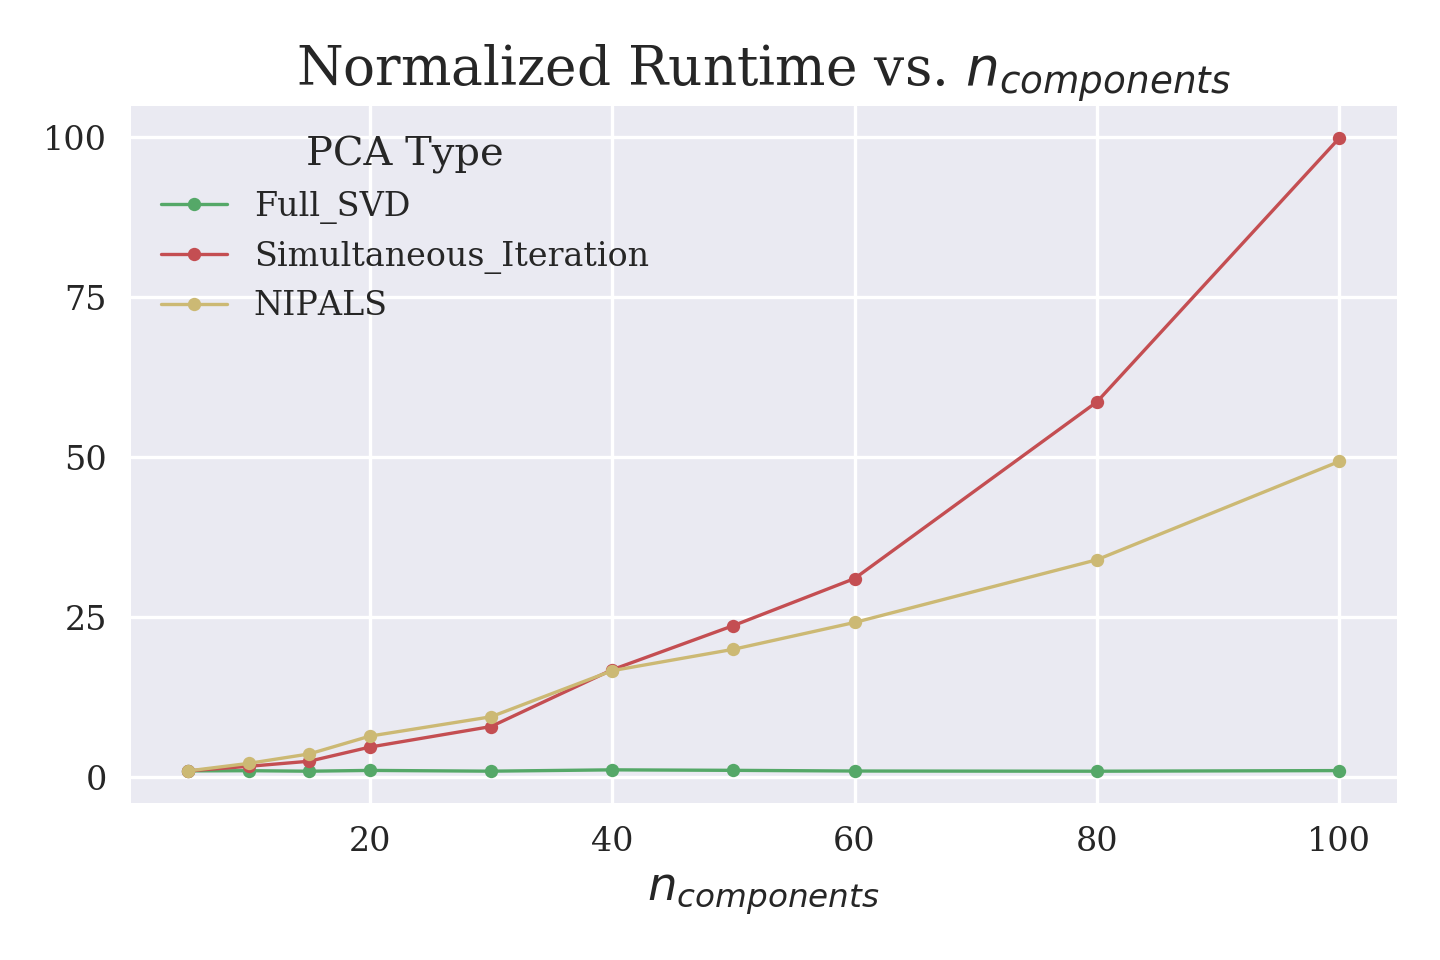 Normalized Runtime vs. n_components
PCA Type
Full_SVD
Simultaneous_Iteration
NIPALS
100
75
50
25
0
20 40 60 80 100
n_components